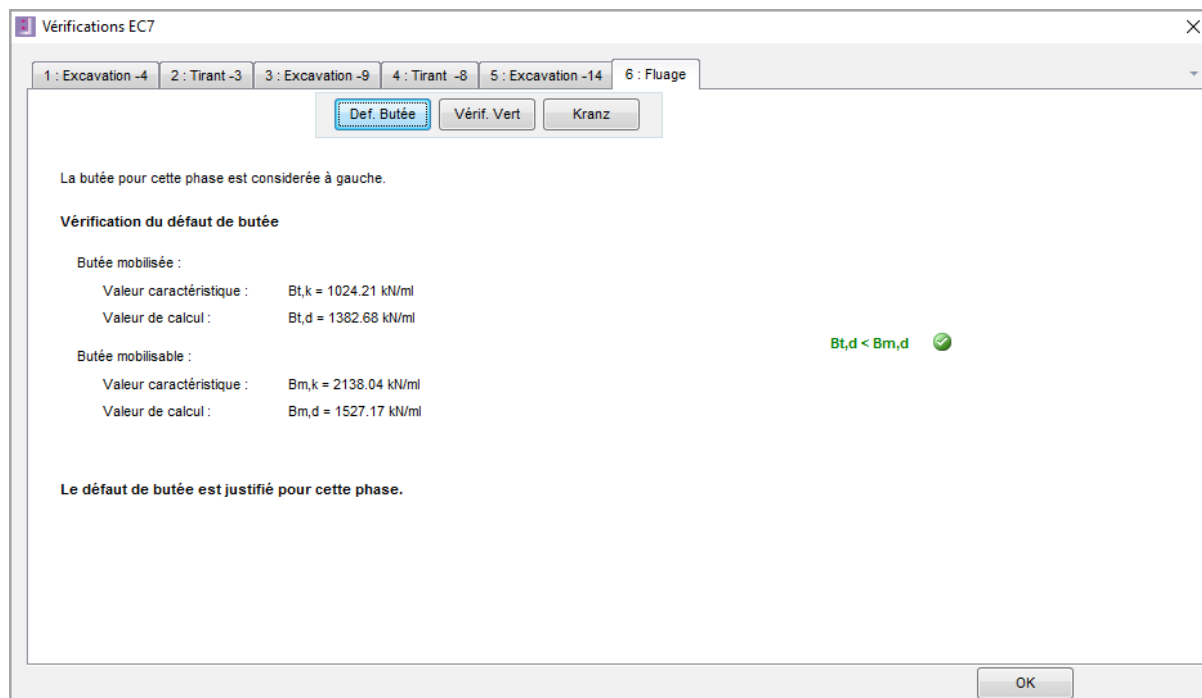 Vérifications EC7
1 : Excavation -4 2 : Tirant -3 3 : Excavation -9 4 : Tirant -8 5 : Excavation -14 6 : Fluage
Def. Butée Vérif. Vert Kranz
La butée pour cette phase est considerée à gauche.
Vérification du défaut de butée
Butée mobilisée :
Valeur caractéristique : Bt,k = 1024.21 kN/ml
Valeur de calcul : Bt,d = 1382.68 kN/ml
Bt,d < Bm,d
Butée mobilisable :
Valeur caractéristique : Bm,k = 2138.04 kN/ml
Valeur de calcul : Bm,d = 1527.17 kN/ml
Le défaut de butée est justifié pour cette phase.
OK